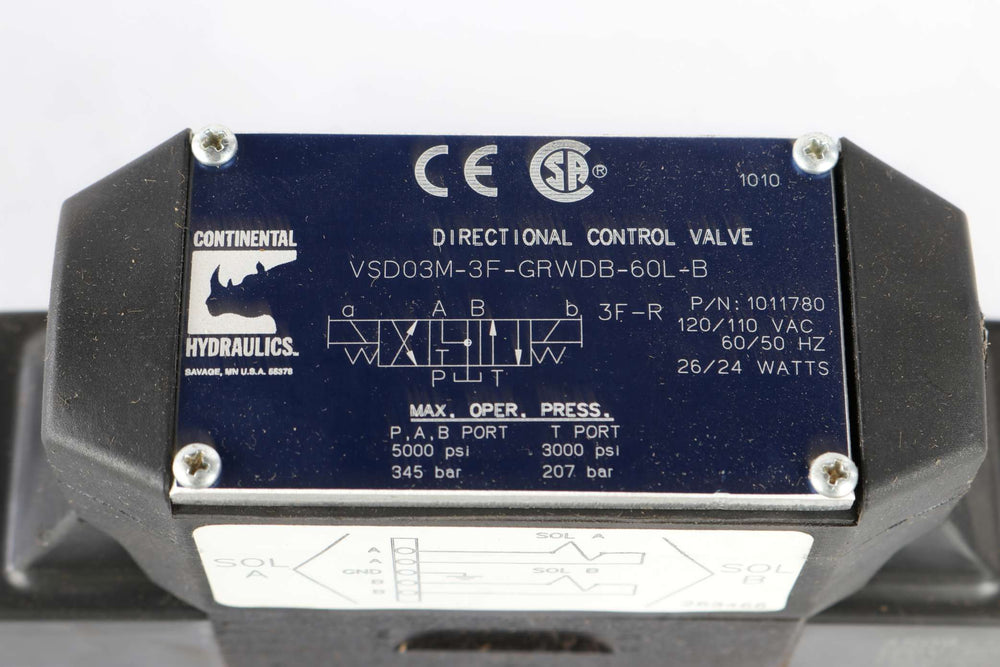 CE CSA®
1010
CONTINENTAL
HYDRAULICS™
SAVAGE, MN U.S.A. 55378
DIRECTIONAL CONTROL VALVE
VSD03M-3F-GRWDB-60L-B
a A B b 3F-R
T
P T
P/N: 1011780
120/110 VAC
60/50 HZ
26/24 WATTS
MAX. OPER. PRESS.
P,A,B PORT T PORT
5000 psi 3000 psi
345 bar 207 bar
SOL A
A
A
GND
B
B
SOL A
SOL B
SOL B